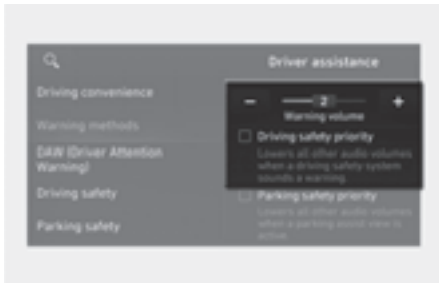 Driver assistance
Driving convenience
Warning methods
DAW (Driver Attention
Warning)
Driving safety
Parking safety
− 2 +
Warning volume
Driving safety priority
Lowers all other audio volumes
when a driving safety system
sounds a warning.
Parking safety priority
Lowers all other audio volumes
when a parking assist view is
active.